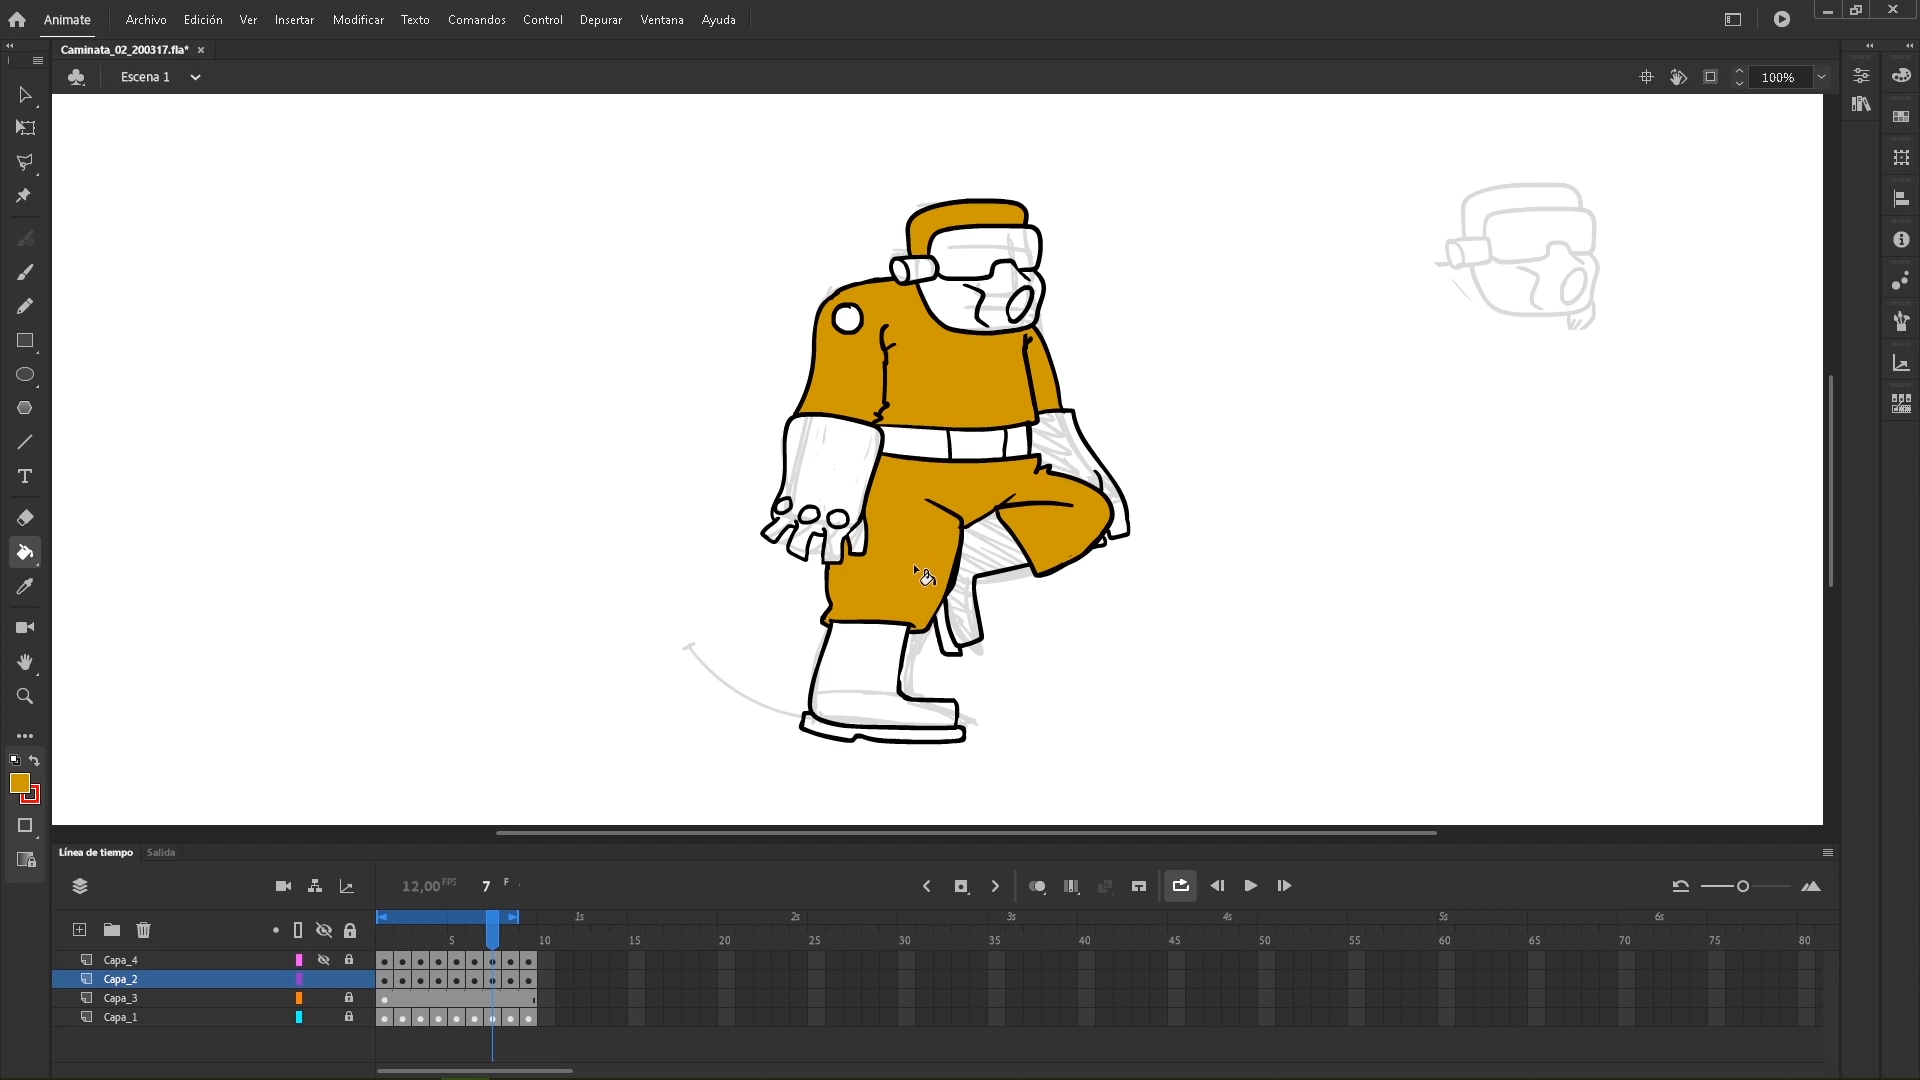 Animate Archivo Edición Ver Insertar Modificar Texto Comandos Control Depurar Ventana Ayuda
Caminata_02_200317.fla*
Escena 1
100%
Línea de tiempo Salida
12,00 FPS 7 F
1s 2s 3s 4s 5s 6s
5 10 15 20 25 30 35 40 45 50 55 60 65 70 75 80
Capa_4
Capa_2
Capa_3
Capa_1